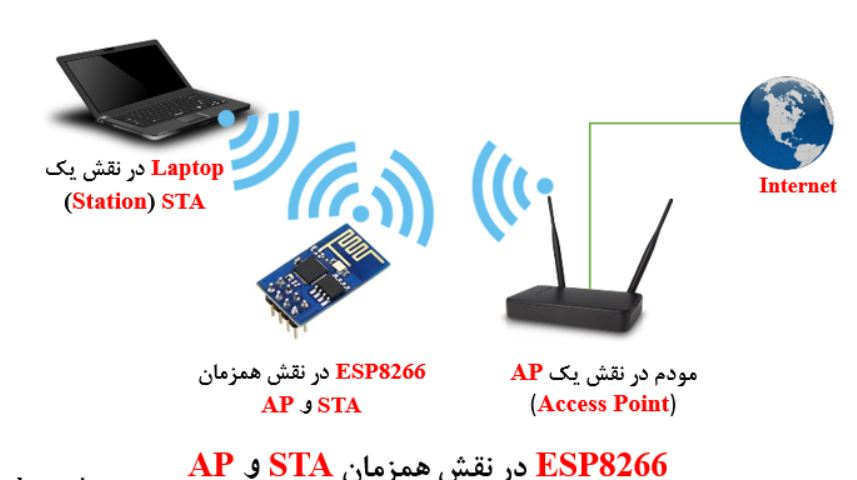 Laptop در نقش یک
STA (Station)
Internet
ESP8266 در نقش همزمان
STA و AP
مودم در نقش یک AP
(Access Point)
ESP8266 در نقش همزمان STA و AP